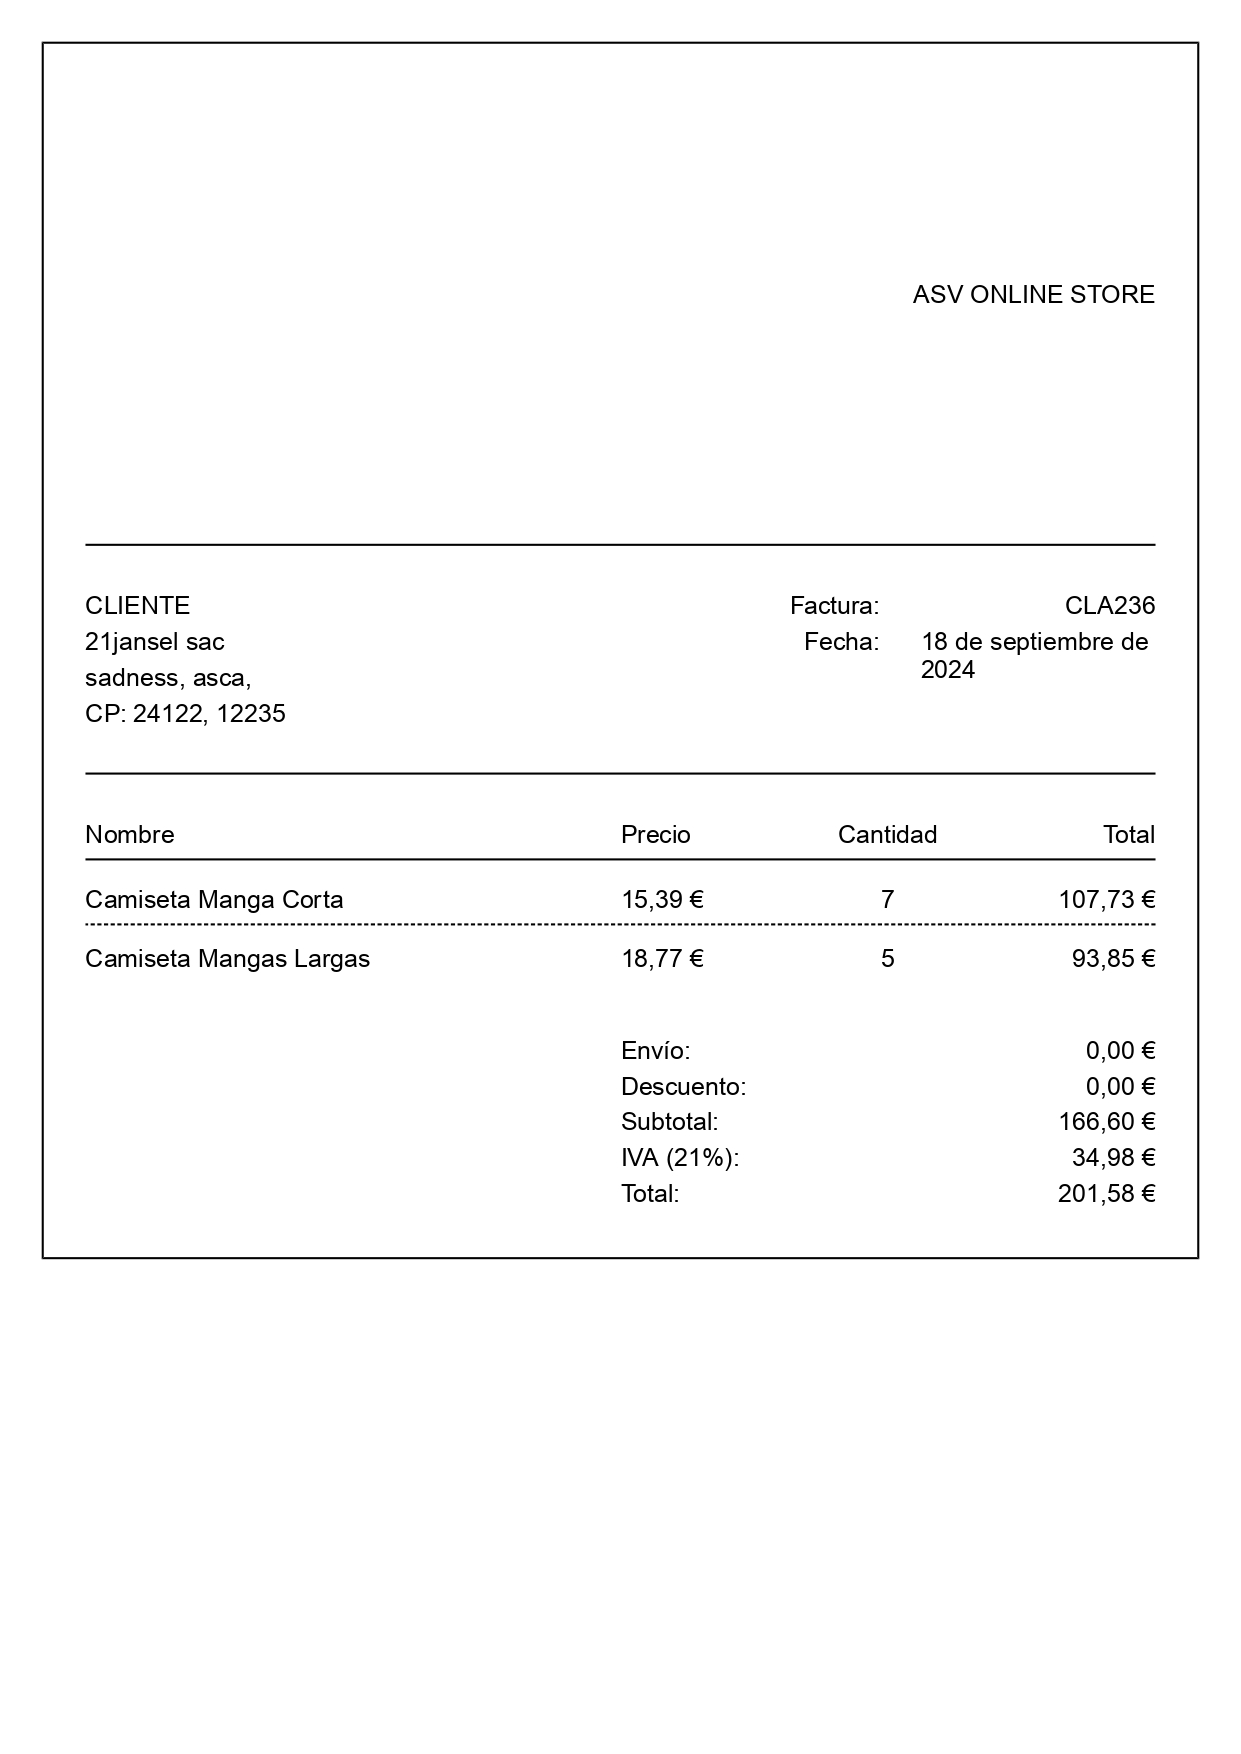 ASV ONLINE STORE
CLIENTE
21jansel sac
sadness, asca,
CP: 24122, 12235
Factura: CLA236
Fecha: 18 de septiembre de
2024
Nombre Precio Cantidad Total
Camiseta Manga Corta 15,39 € 7 107,73 €
Camiseta Mangas Largas 18,77 € 5 93,85 €
Envío: 0,00 €
Descuento: 0,00 €
Subtotal: 166,60 €
IVA (21%): 34,98 €
Total: 201,58 €